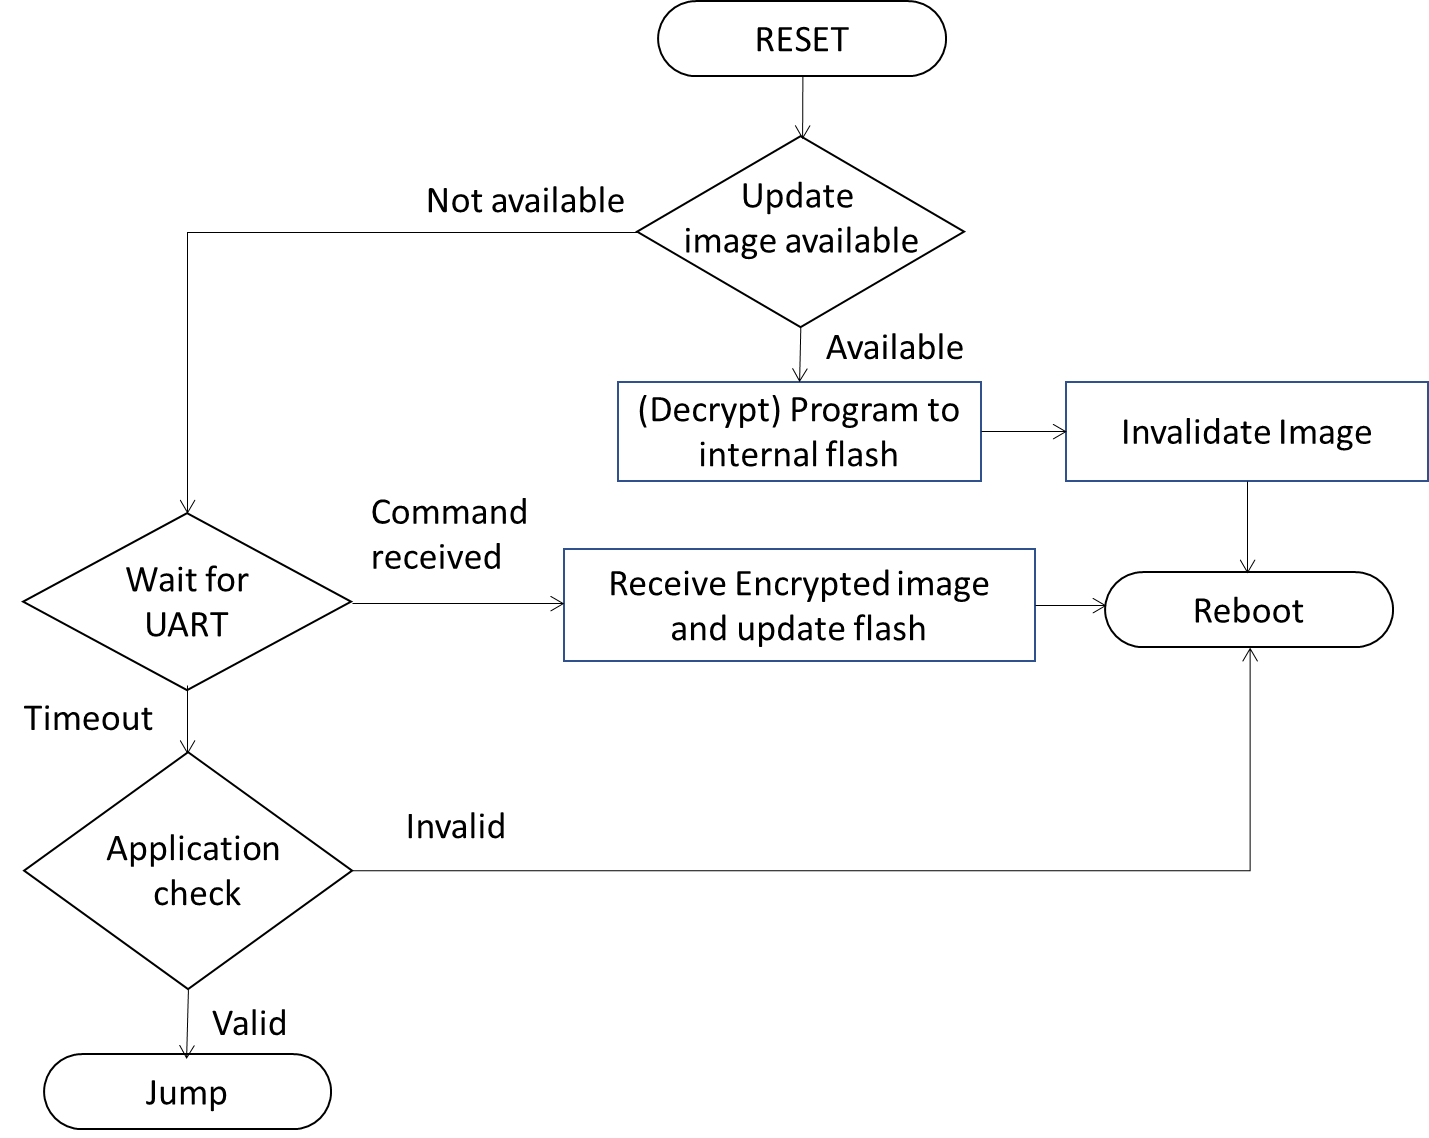 RESET
Not available
Update
image available
Available
(Decrypt) Program to
internal flash
Invalidate Image
Command
received
Wait for
UART
Receive Encrypted image
and update flash
Reboot
Timeout
Application
check
Invalid
Valid
Jump